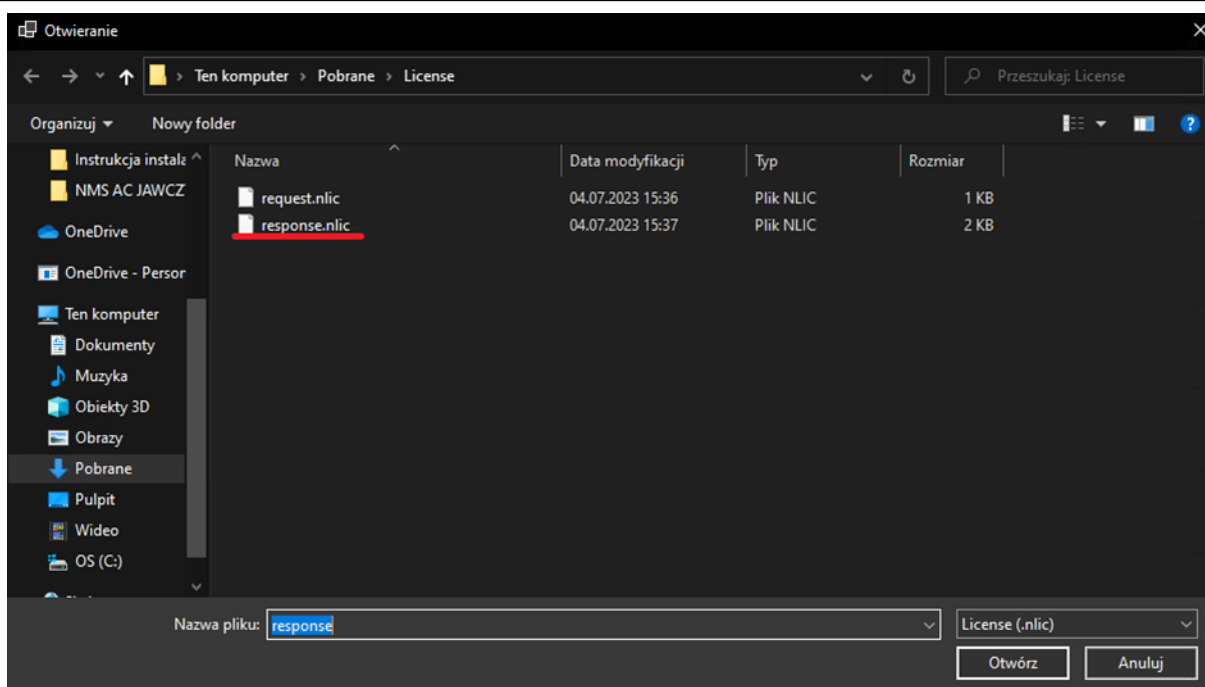 Otwieranie
Ten komputer > Pobrane > License
Przeszukaj: License
Organizuj Nowy folder
Nazwa Data modyfikacji Typ Rozmiar
request.nlic 04.07.2023 15:36 Plik NLIC 1 KB
response.nlic 04.07.2023 15:37 Plik NLIC 2 KB
Instrukcja instala
NMS AC JAWCZ
OneDrive
OneDrive - Person
Ten komputer
Dokumenty
Muzyka
Obiekty 3D
Obrazy
Pobrane
Pulpit
Wideo
OS (C:)
Nazwa pliku: response License (.nlic)
Otwórz Anuluj